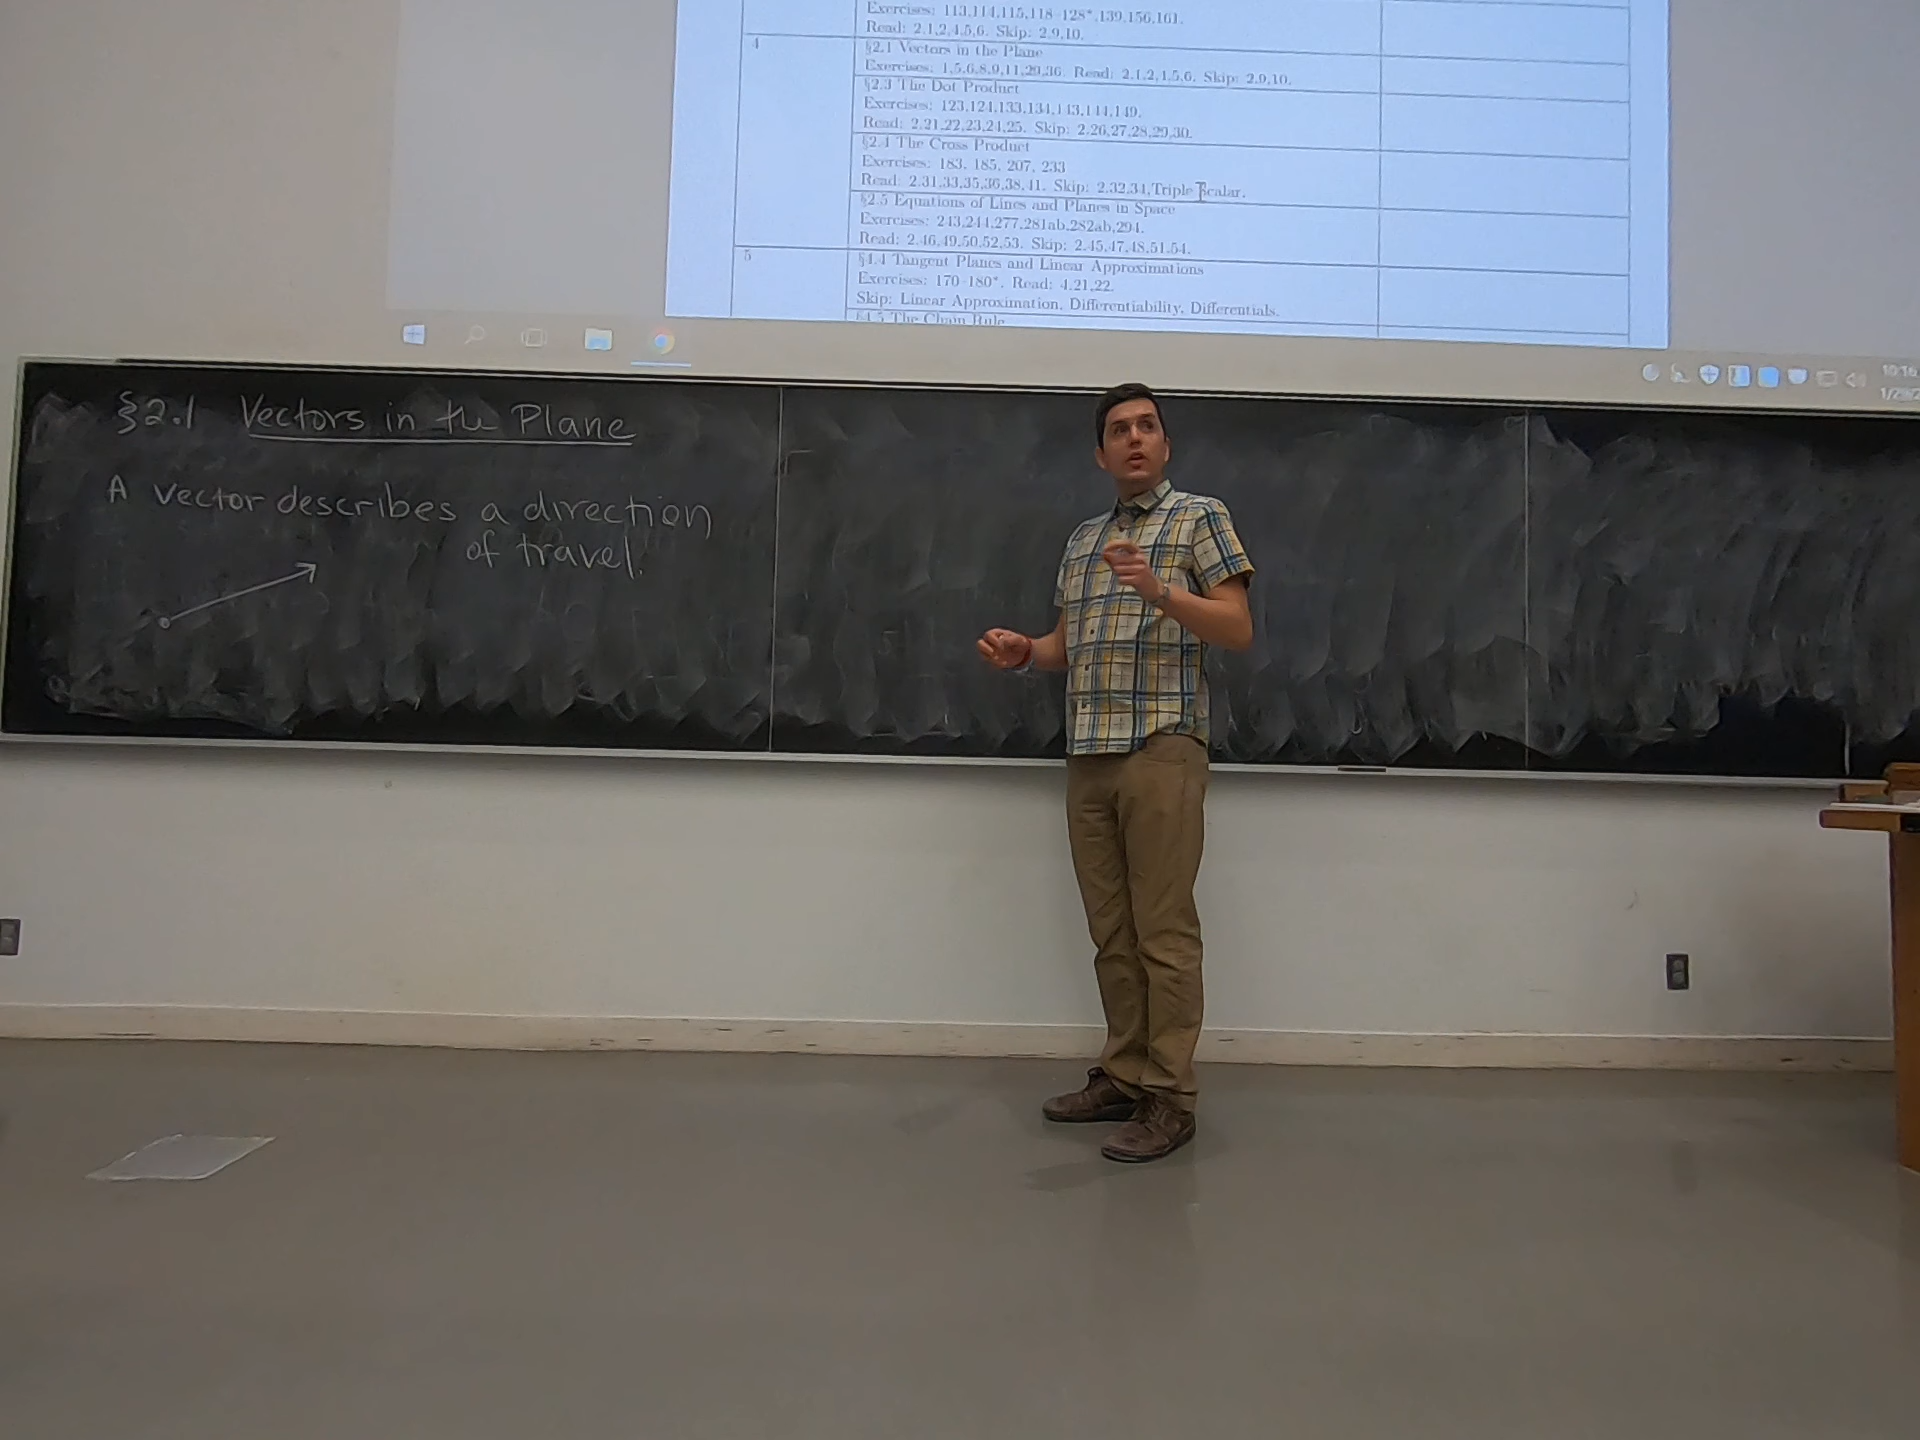 Exercises: 113,114,115,118–128*,139,156,161.
Read: 2.1,2,4,5,6. Skip: 2.9,10.
4
§2.1 Vectors in the Plane
Exercises: 1,5,6,8,9,11,29,36. Read: 2.1,2,4,5,6. Skip: 2.9,10.
§2.3 The Dot Product
Exercises: 123,124,133,134,143,144,149.
Read: 2.21,22,23,24,25. Skip: 2.26,27,28,29,30.
§2.4 The Cross Product
Exercises: 183, 185, 207, 233
Read: 2.31,33,35,36,38,41. Skip: 2.32,34,Triple Scalar.
§2.5 Equations of Lines and Planes in Space
Exercises: 243,244,277,281ab,282ab,294.
Read: 2.46,49,50,52,53. Skip: 2.45,47,48,51,54.
5
§4.4 Tangent Planes and Linear Approximations
Exercises: 170–180*. Read: 4.21,22.
Skip: Linear Approximation, Differentiability, Differentials.
§4.5 The Chain Rule
10:16
§2.1 Vectors in the Plane
A vector describes a direction
of travel.